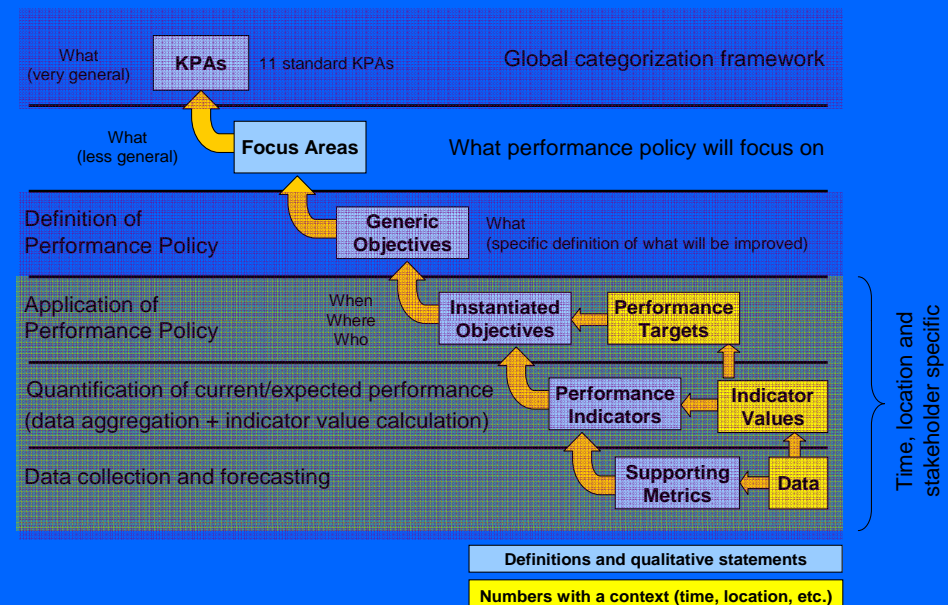 What
(very general)
KPAs
11 standard KPAs
Global categorization framework
What
(less general)
Focus Areas
What performance policy will focus on
Definition of
Performance Policy
Generic
Objectives
What
(specific definition of what will be improved)
Application of
Performance Policy
When
Where
Who
Instantiated
Objectives
Performance
Targets
Quantification of current/expected performance
(data aggregation + indicator value calculation)
Performance
Indicators
Indicator
Values
Data collection and forecasting
Supporting
Metrics
Data
Time, location and
stakeholder specific
Definitions and qualitative statements
Numbers with a context (time, location, etc.)